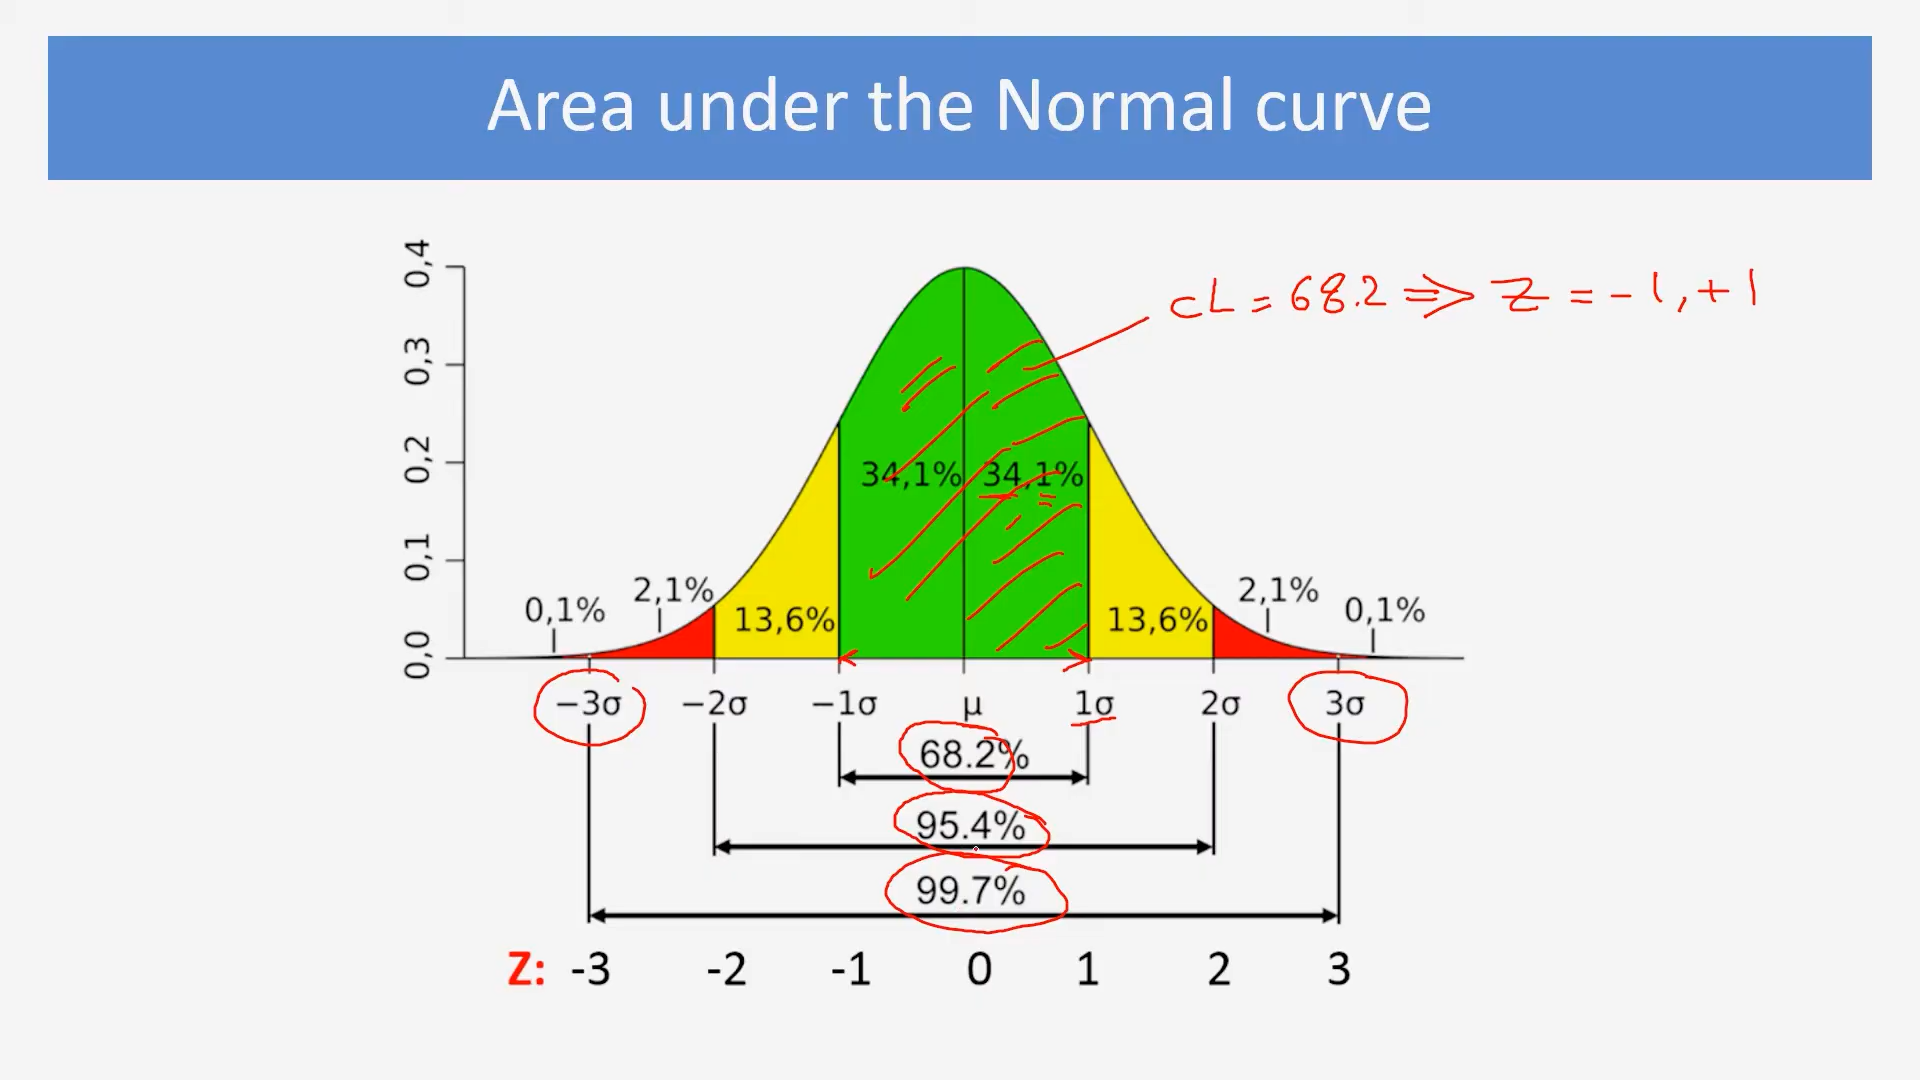 Area under the Normal curve
0,4
0,3
0,2
0,1
0,0
cL = 68.2 ⇒ Z = -1, +1
34,1% 34,1%
0,1% 2,1% 13,6% 13,6% 2,1% 0,1%
−3σ −2σ −1σ μ 1σ 2σ 3σ
68.2%
95.4%
99.7%
Z: -3 -2 -1 0 1 2 3